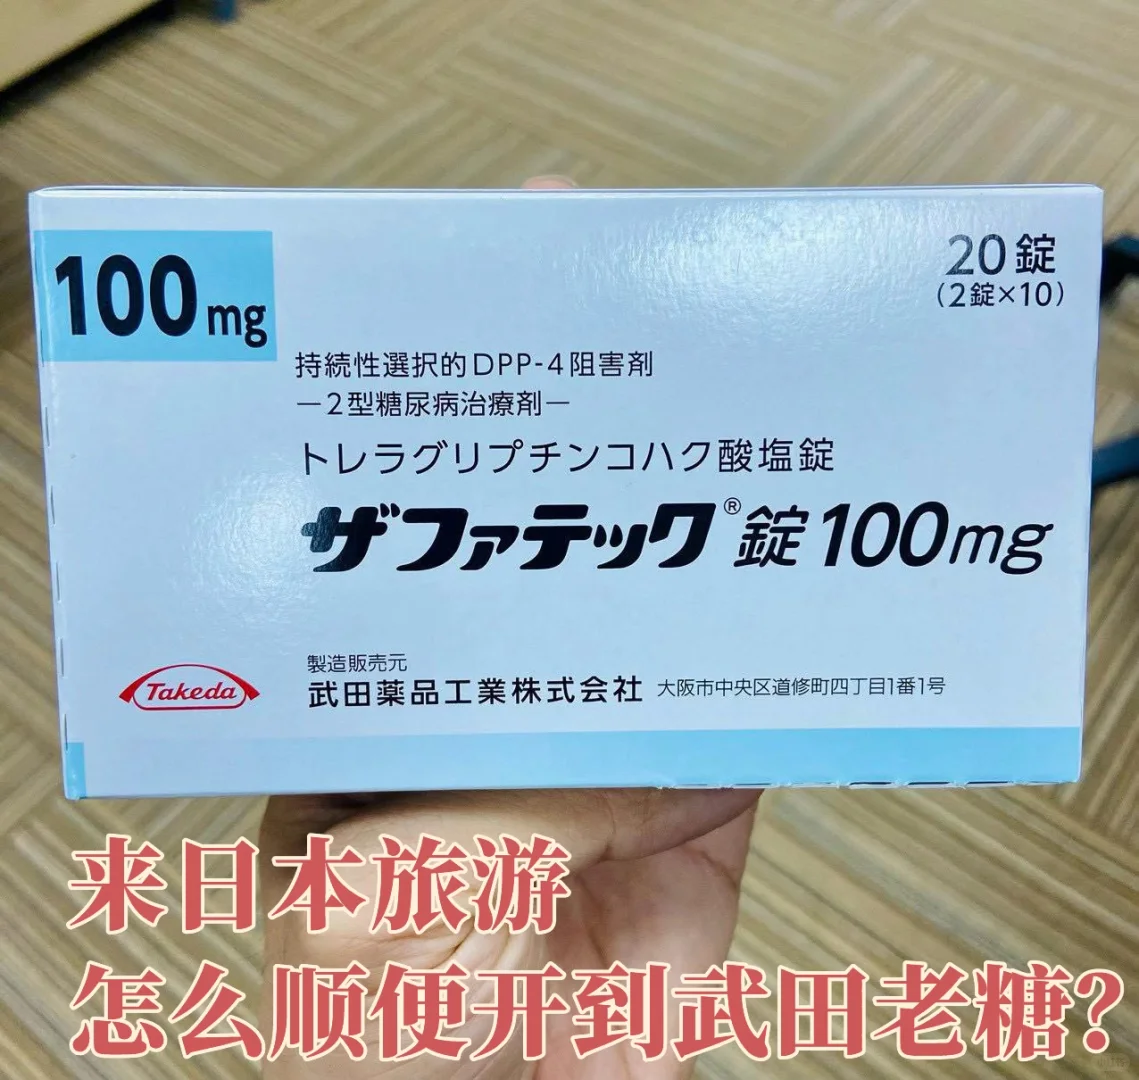 100mg
20錠
(2錠×10)
持続性選択的DPP-4阻害剤
—2型糖尿病治療剤—
トレラグリプチンコハク酸塩錠
ザファテック®錠100mg
製造販売元
Takeda
武田薬品工業株式会社 大阪市中央区道修町四丁目1番1号
来日本旅游
怎么顺便开到武田老糖?